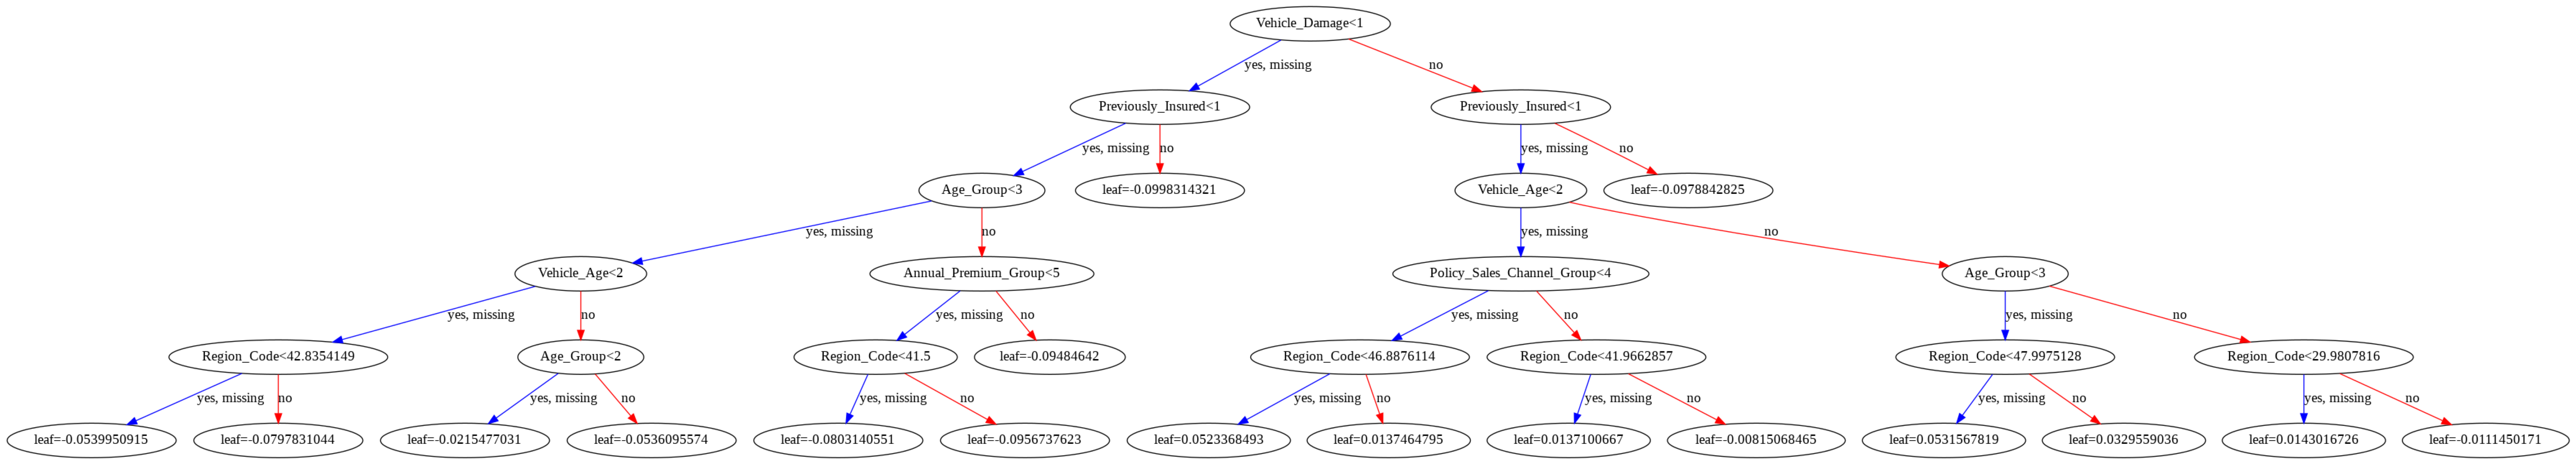 Vehicle_Damage<1
yes, missing
no
Previously_Insured<1
Previously_Insured<1
yes, missing
no
yes, missing
no
Age_Group<3
leaf=-0.0998314321
Vehicle_Age<2
leaf=-0.0978842825
yes, missing
no
yes, missing
no
Vehicle_Age<2
Annual_Premium_Group<5
Policy_Sales_Channel_Group<4
Age_Group<3
yes, missing
no
yes, missing
no
yes, missing
no
yes, missing
no
Region_Code<42.8354149
Age_Group<2
Region_Code<41.5
leaf=-0.09484642
Region_Code<46.8876114
Region_Code<41.9662857
Region_Code<47.9975128
Region_Code<29.9807816
yes, missing
no
yes, missing
no
yes, missing
no
yes, missing
no
yes, missing
no
yes, missing
no
yes, missing
no
leaf=-0.0539950915
leaf=-0.0797831044
leaf=-0.0215477031
leaf=-0.0536095574
leaf=-0.0803140551
leaf=-0.0956737623
leaf=0.0523368493
leaf=0.0137464795
leaf=0.0137100667
leaf=-0.00815068465
leaf=0.0531567819
leaf=0.0329559036
leaf=0.0143016726
leaf=-0.0111450171